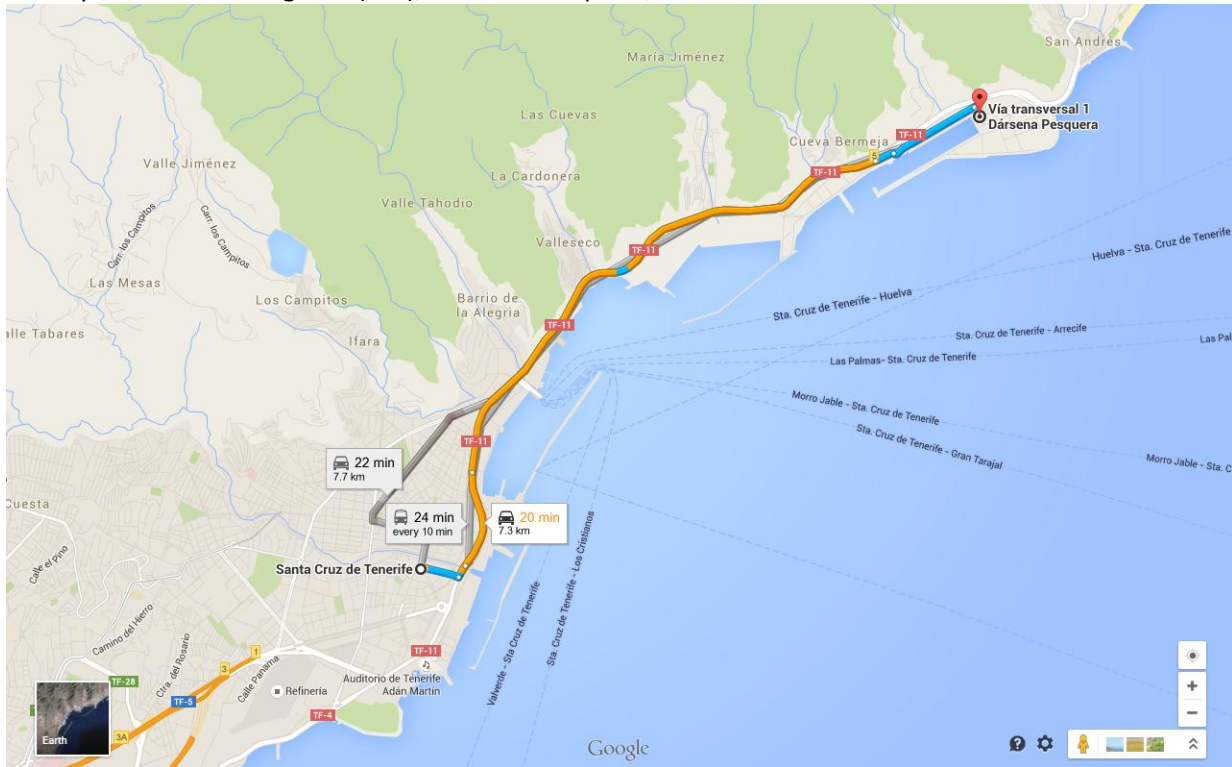 San Andrés
María Jiménez
Vía transversal 1
Dársena Pesquera
Las Cuevas
TF-11
Cueva Bermeja
5
Valle Jiménez
TF-11
La Cardonera
Valle Tahodio
Carr. los Campitos
Carr. los Campitos
Valleseco
TF-11
Huelva - Sta. Cruz de Tenerife
Las Mesas
Los Campitos
Barrio de
la Alegria
Sta. Cruz de Tenerife - Huelva
TF-11
alle Tabares
Ifara
Sta. Cruz de Tenerife - Arrecife
Las Pal
Las Palmas- Sta. Cruz de Tenerife
Morro Jable - Sta. Cruz de Tenerife
Sta. Cruz de Tenerife - Gran Tarajal
TF-11
Morro Jable - Sta. C
22 min
7.7 km
Cuesta
24 min
every 10 min
20 min
7.3 km
Calle el Pino
Santa Cruz de Tenerife
Valverde - Sta Cruz de Tenerife
Sta. Cruz de Tenerife - Los Cristianos
Camino del Hierro
Ctra. del Rosario
1
3
Calle Panama
TF-11
TF-28
Auditorio de Tenerife
Adán Martín
Refinería
TF-5
TF-4
3A
Earth
Google